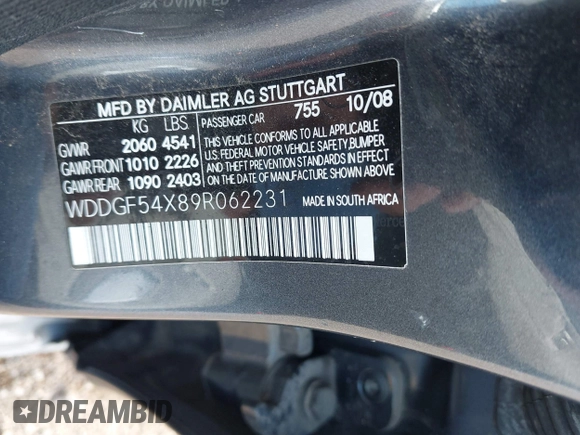 MFD BY DAIMLER AG STUTTGART
KG LBS. PASSENGER CAR 755 10/08
GVWR 2060 4541
GAWR FRONT 1010 2226
GAWR REAR 1090 2403
THIS VEHICLE CONFORMS TO ALL APPLICABLE
U.S. FEDERAL MOTOR VEHICLE SAFETY, BUMPER
AND THEFT PREVENTION STANDARDS IN EFFECT
ON THE DATE OF MANUFACTURE SHOWN ABOVE.
WDDGF54X89R062231 MADE IN SOUTH AFRICA
DREAMBID